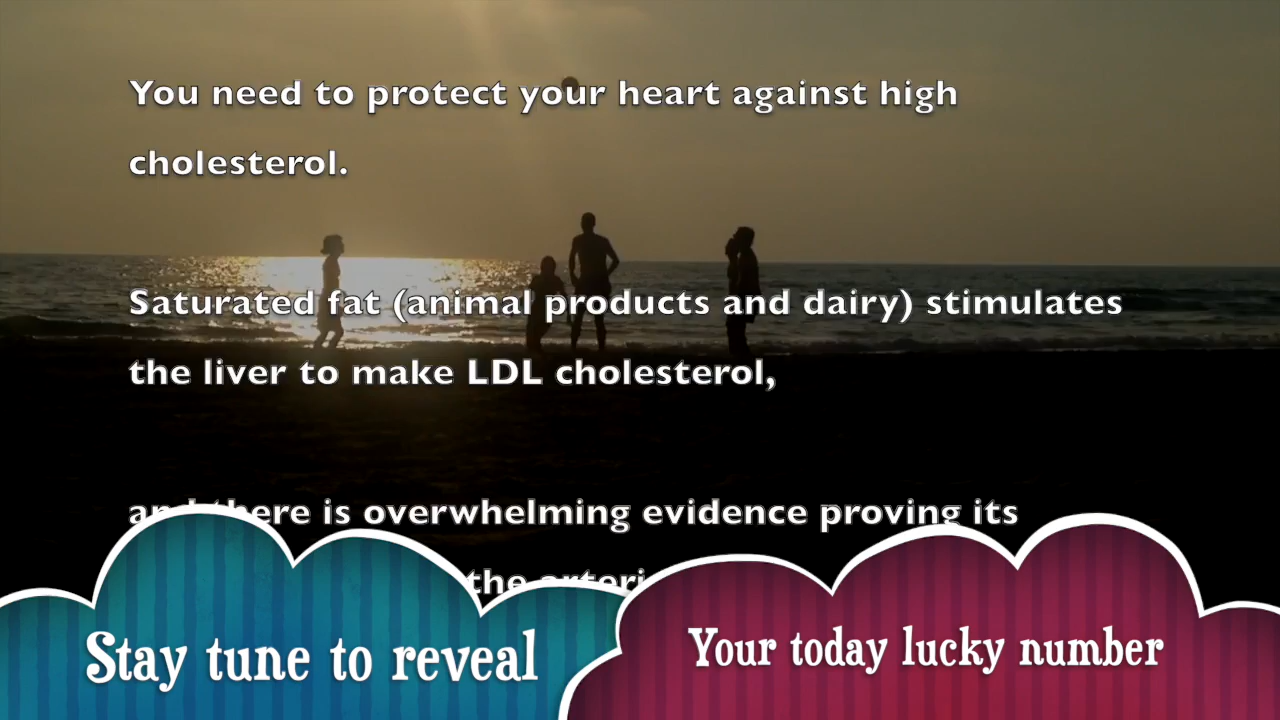 You need to protect your heart against high
cholesterol.
Saturated fat (animal products and dairy) stimulates
the liver to make LDL cholesterol,
and there is overwhelming evidence proving its
the
Stay tune to reveal
Your today lucky number